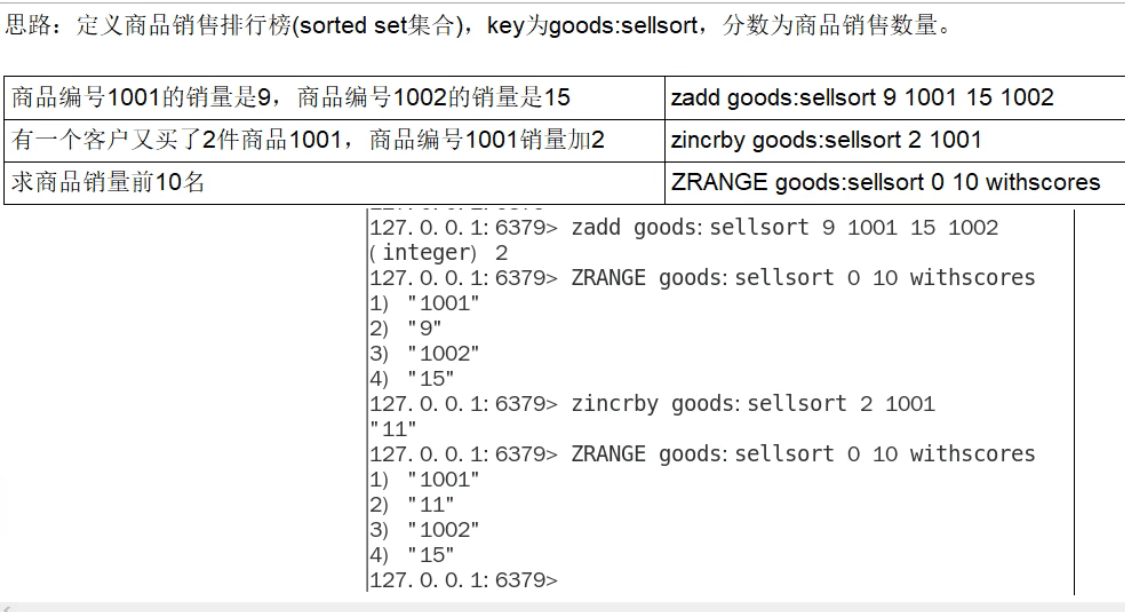 思路：定义商品销售排行榜(sorted set集合)，key为goods:sellsort，分数为商品销售数量。
商品编号1001的销量是9，商品编号1002的销量是15 zadd goods:sellsort 9 1001 15 1002
有一个客户又买了2件商品1001，商品编号1001销量加2 zincrby goods:sellsort 2 1001
求商品销量前10名 ZRANGE goods:sellsort 0 10 withscores
127.0.0.1:6379> zadd goods:sellsort 9 1001 15 1002
(integer) 2
127.0.0.1:6379> ZRANGE goods:sellsort 0 10 withscores
1) "1001"
2) "9"
3) "1002"
4) "15"
127.0.0.1:6379> zincrby goods:sellsort 2 1001
"11"
127.0.0.1:6379> ZRANGE goods:sellsort 0 10 withscores
1) "1001"
2) "11"
3) "1002"
4) "15"
127.0.0.1:6379>